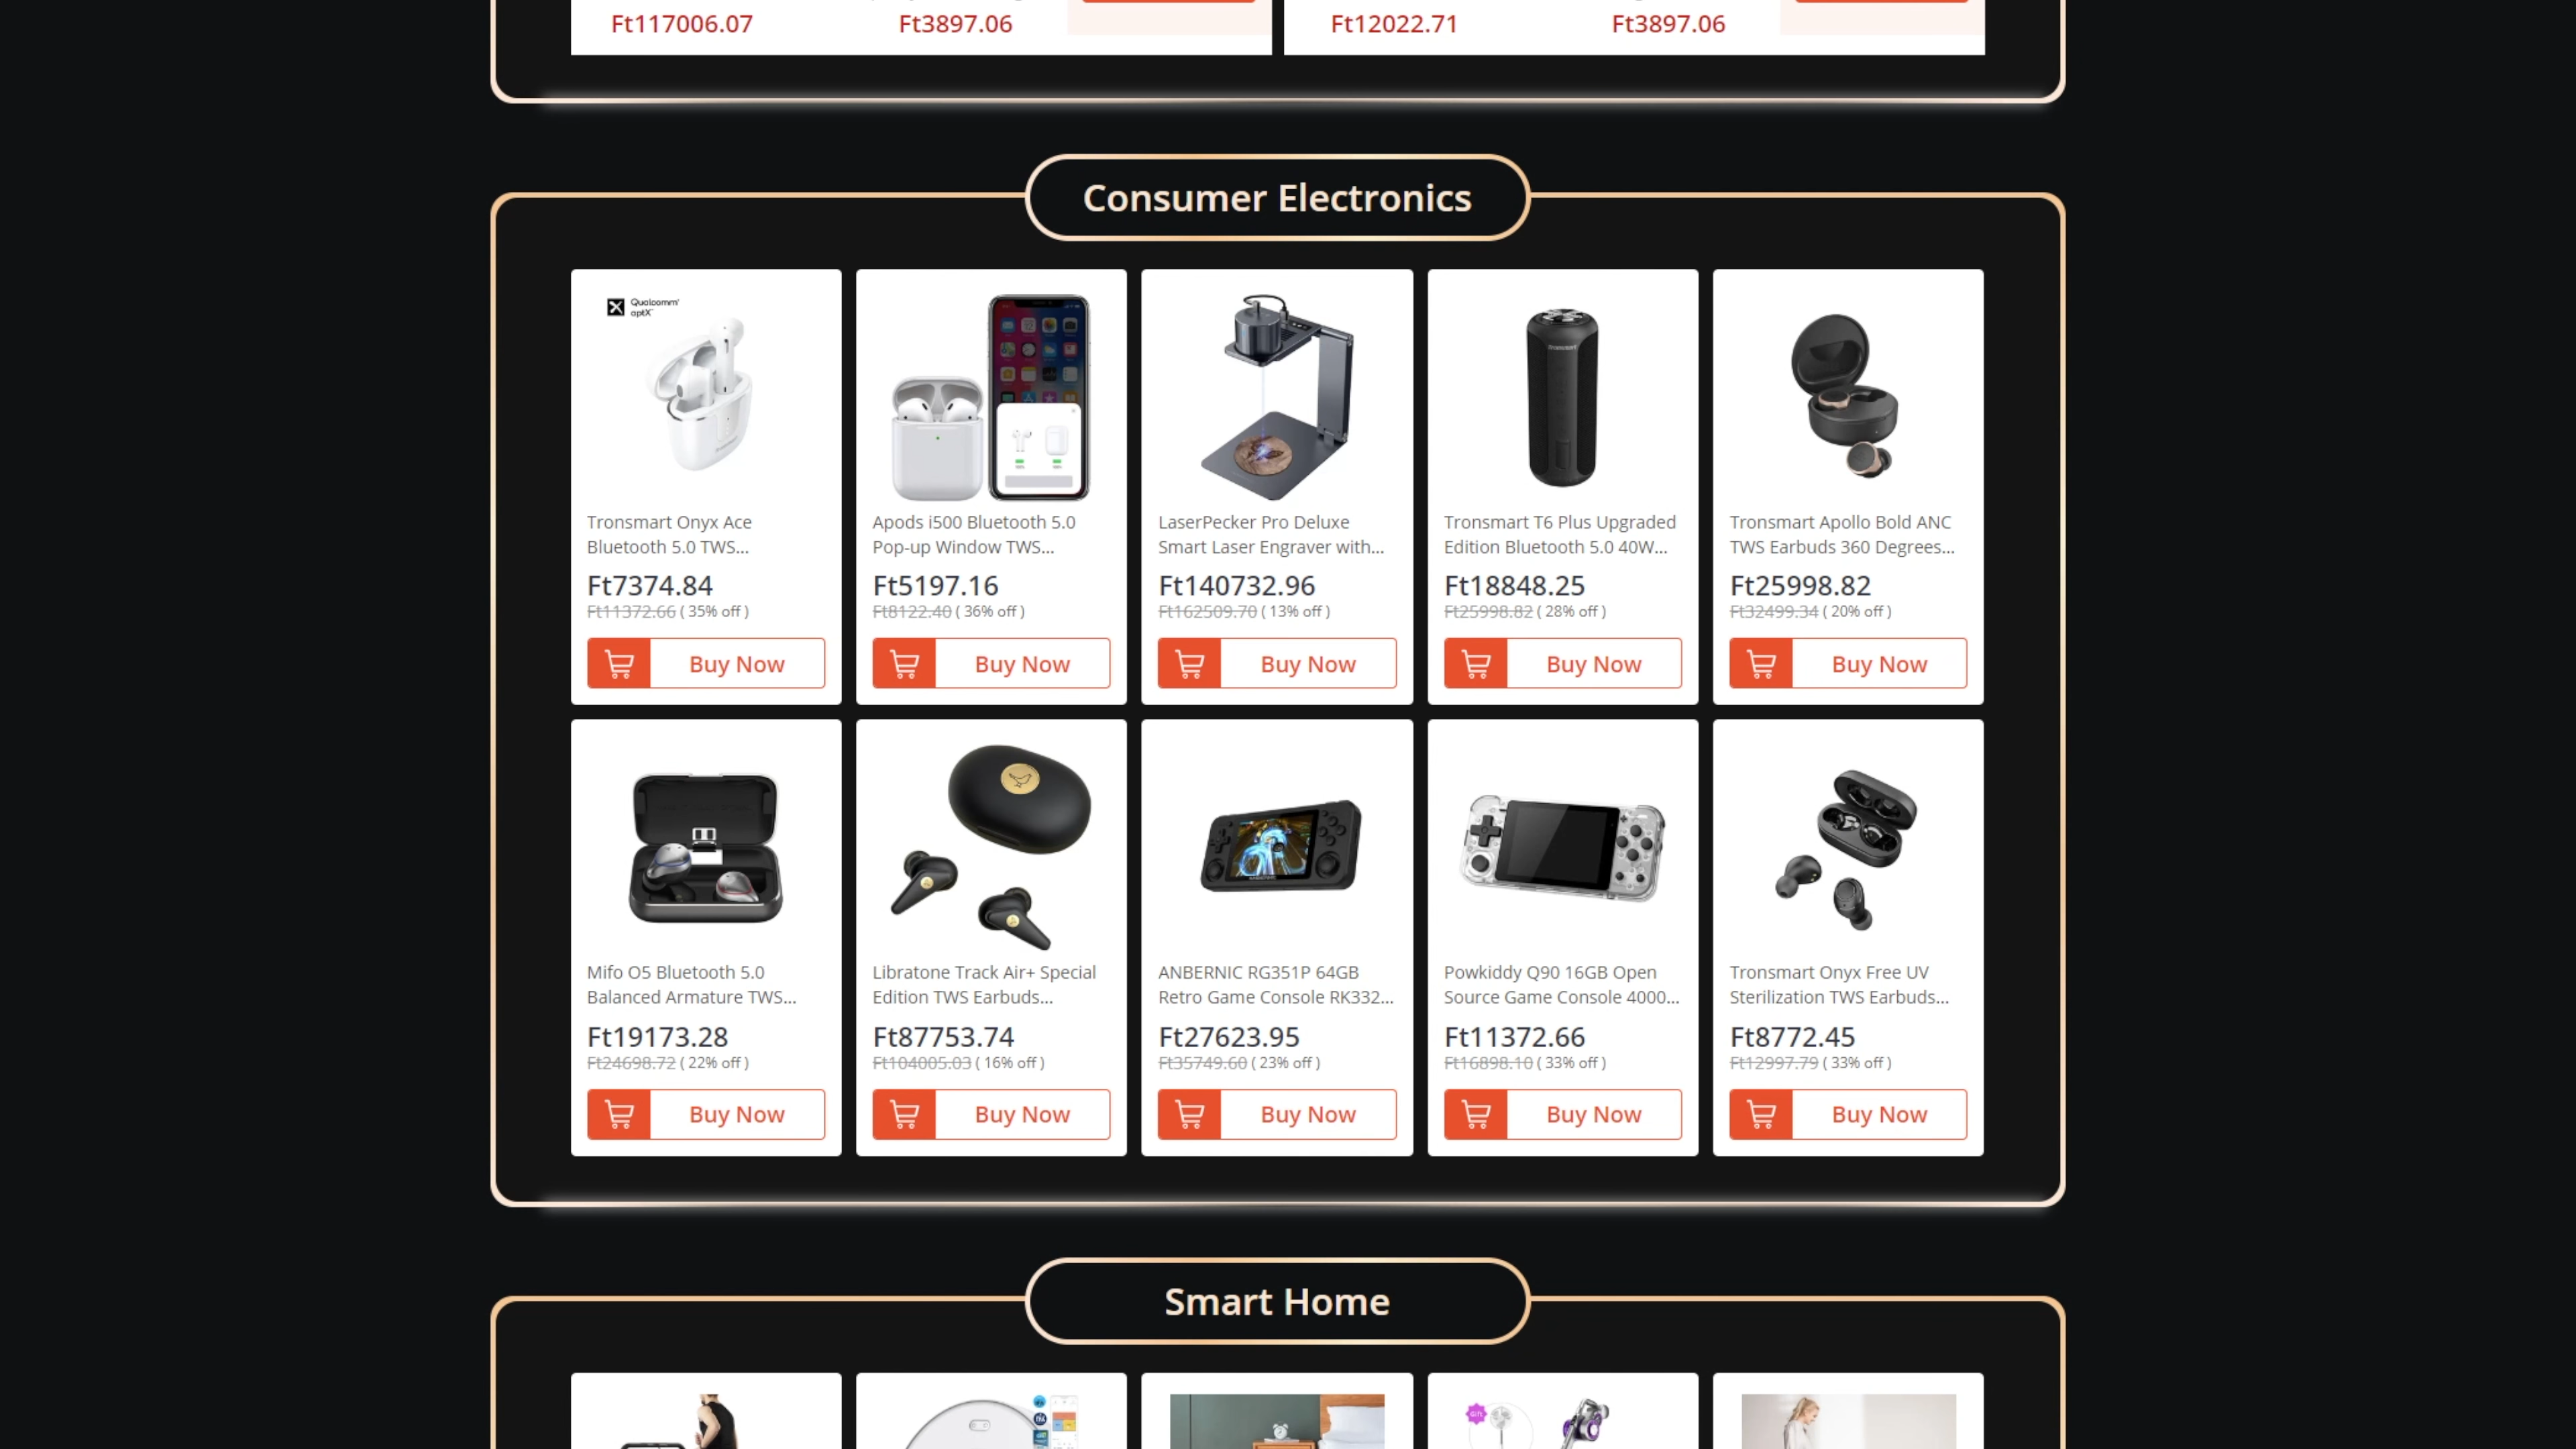 Ft117006.07
Ft3897.06
Ft12022.71
Ft3897.06
Consumer Electronics
Qualcomm
aptX
Tronsmart Onyx Ace
Bluetooth 5.0 TWS...
Ft7374.84
Ft11372.66 ( 35% off )
Buy Now
Apods i500 Bluetooth 5.0
Pop-up Window TWS...
Ft5197.16
Ft8122.40 ( 36% off )
Buy Now
LaserPecker Pro Deluxe
Smart Laser Engraver with...
Ft140732.96
Ft162509.70 ( 13% off )
Buy Now
Tronsmart
Tronsmart T6 Plus Upgraded
Edition Bluetooth 5.0 40W...
Ft18848.25
Ft25998.82 ( 28% off )
Buy Now
Tronsmart Apollo Bold ANC
TWS Earbuds 360 Degrees...
Ft25998.82
Ft32499.34 ( 20% off )
Buy Now
Mifo O5 Bluetooth 5.0
Balanced Armature TWS...
Ft19173.28
Ft24698.72 ( 22% off )
Buy Now
Libratone Track Air+ Special
Edition TWS Earbuds...
Ft87753.74
Ft104005.03 ( 16% off )
Buy Now
ANBERNIC RG351P 64GB
Retro Game Console RK332...
Ft27623.95
Ft35749.60 ( 23% off )
Buy Now
Powkiddy Q90 16GB Open
Source Game Console 4000...
Ft11372.66
Ft16898.10 ( 33% off )
Buy Now
Tronsmart Onyx Free UV
Sterilization TWS Earbuds...
Ft8772.45
Ft12997.79 ( 33% off )
Buy Now
Smart Home
Gift